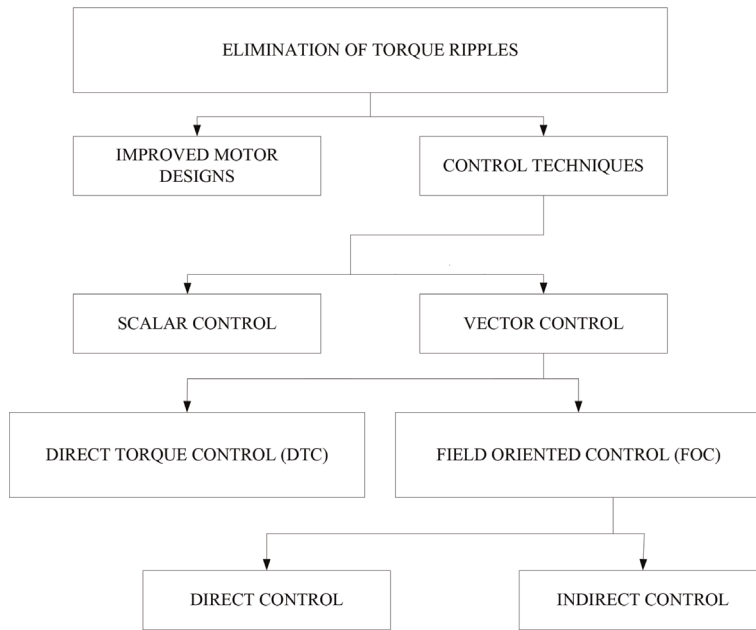 ELIMINATION OF TORQUE RIPPLES
IMPROVED MOTOR
DESIGNS
CONTROL TECHNIQUES
SCALAR CONTROL
VECTOR CONTROL
DIRECT TORQUE CONTROL (DTC)
FIELD ORIENTED CONTROL (FOC)
DIRECT CONTROL
INDIRECT CONTROL